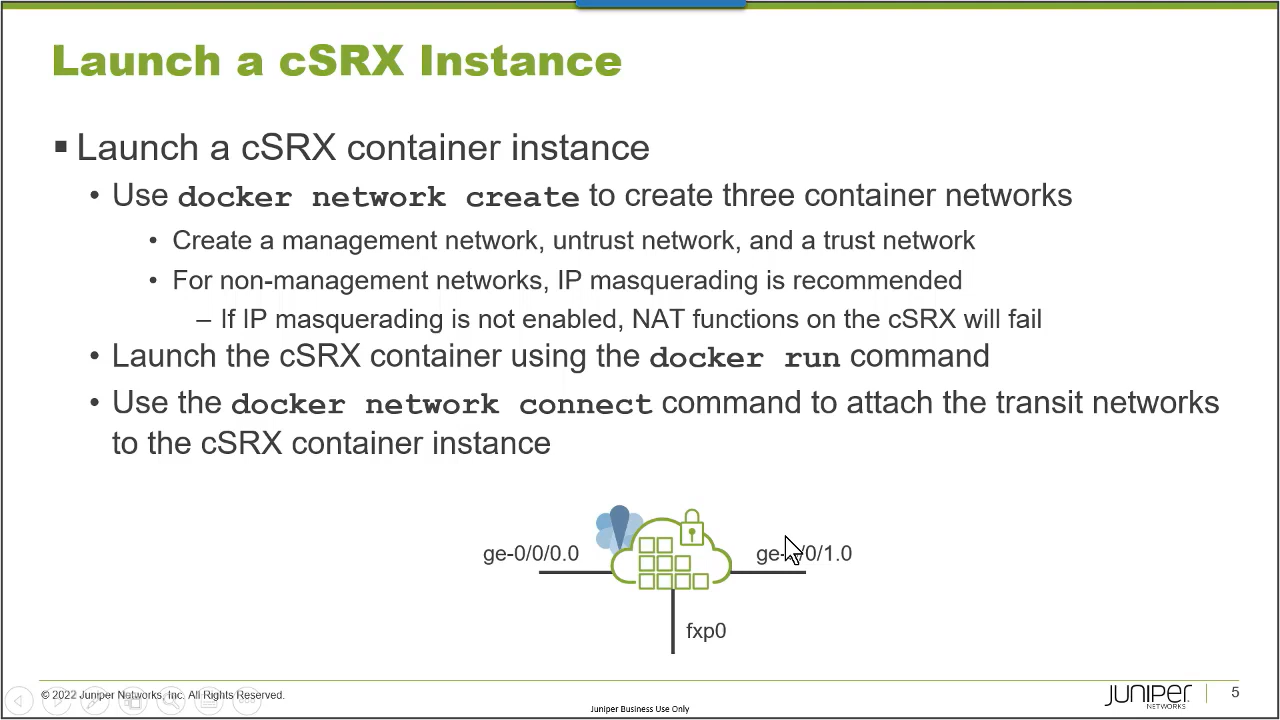 Launch a cSRX Instance
▪ Launch a cSRX container instance
• Use docker network create to create three container networks
• Create a management network, untrust network, and a trust network
• For non-management networks, IP masquerading is recommended
– If IP masquerading is not enabled, NAT functions on the cSRX will fail
• Launch the cSRX container using the docker run command
• Use the docker network connect command to attach the transit networks
to the cSRX container instance
ge-0/0/0.0
ge-0/0/1.0
fxp0
© 2022 Juniper Networks, Inc. All Rights Reserved.
Juniper Business Use Only
JUNIPER
NETWORKS
5